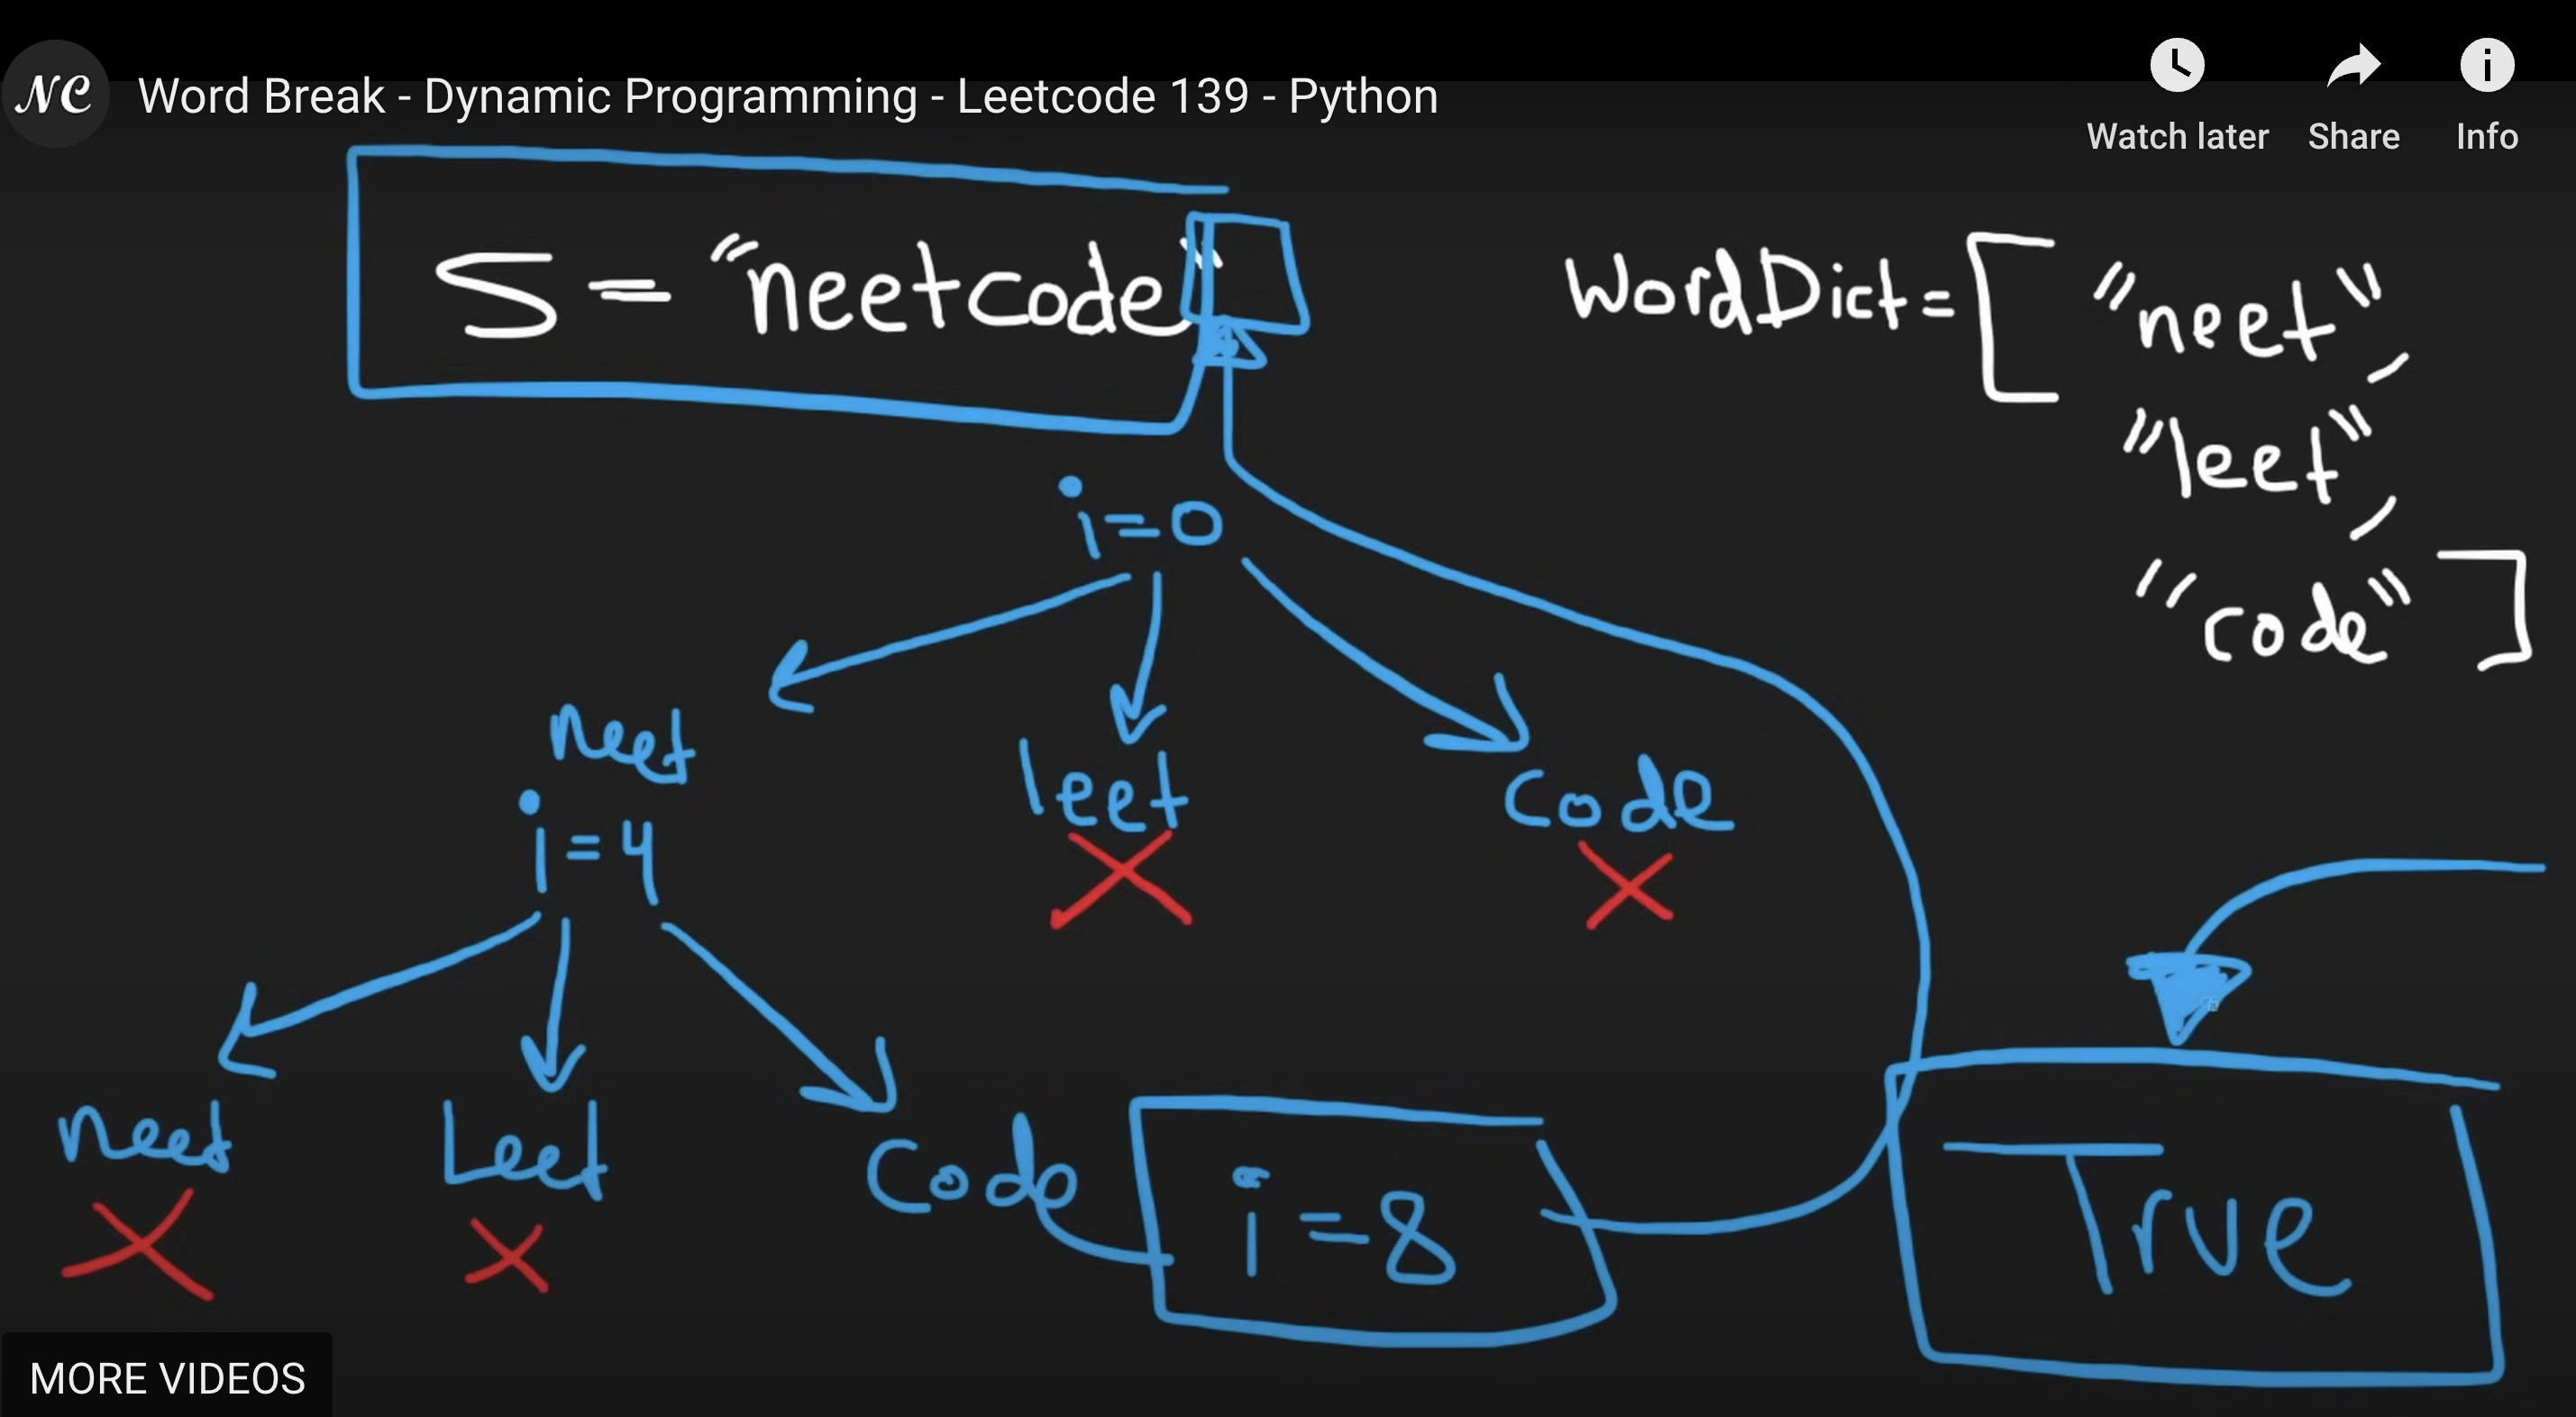 NC Word Break - Dynamic Programming - Leetcode 139 - Python
Watch later Share Info
S = "neetcode"
WordDict = [ "neet",
"leet",
"code" ]
i=0
neet
leet
Code
i=4
neet
Leet
Code
i=8
True
MORE VIDEOS